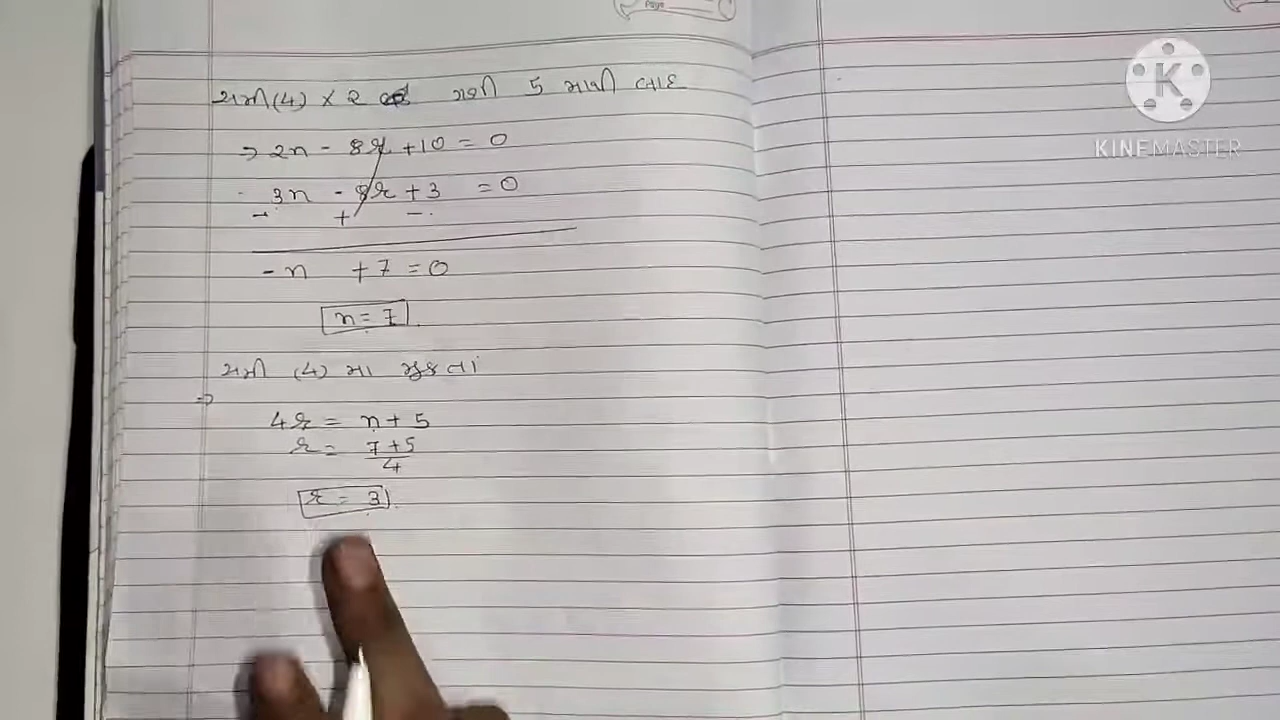 Page
સમી(4) × 2 માંથી 5 માંથી બાદ
⇒ 2n - 8r + 10 = 0
3n - 8r + 3 = 0
- + -
- n + 7 = 0
n = 7
સમી (4) માં મુકતાં
⇒
4r = n + 5
r = 7 + 5
4
r = 3
K
KINEMASTER